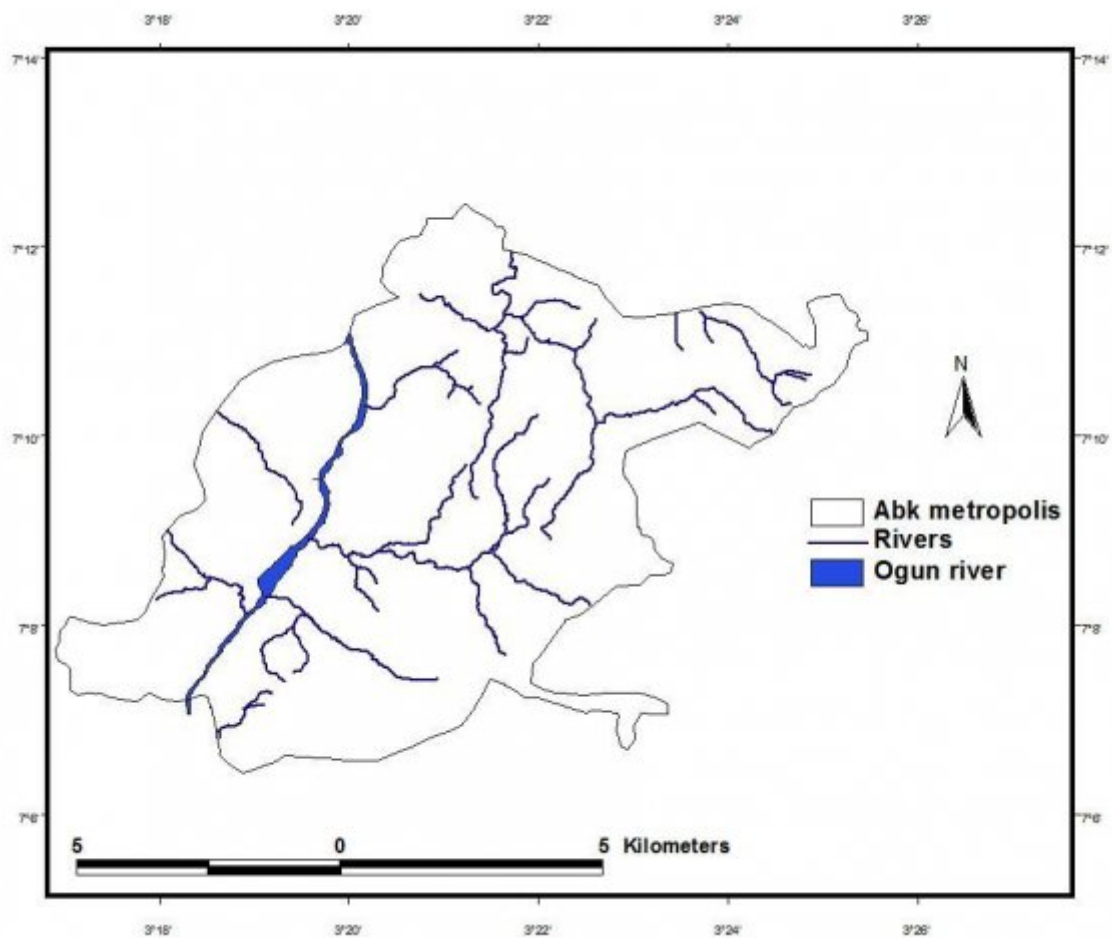 3°18' 3°20' 3°22' 3°24' 3°26'
7°14' 7°14'
7°12' 7°12'
N
7°10' 7°10'
Abk metropolis
Rivers
Ogun river
7°8' 7°8'
7°6' 7°6'
5 0 5 Kilometers
3°18' 3°20' 3°22' 3°24' 3°26'